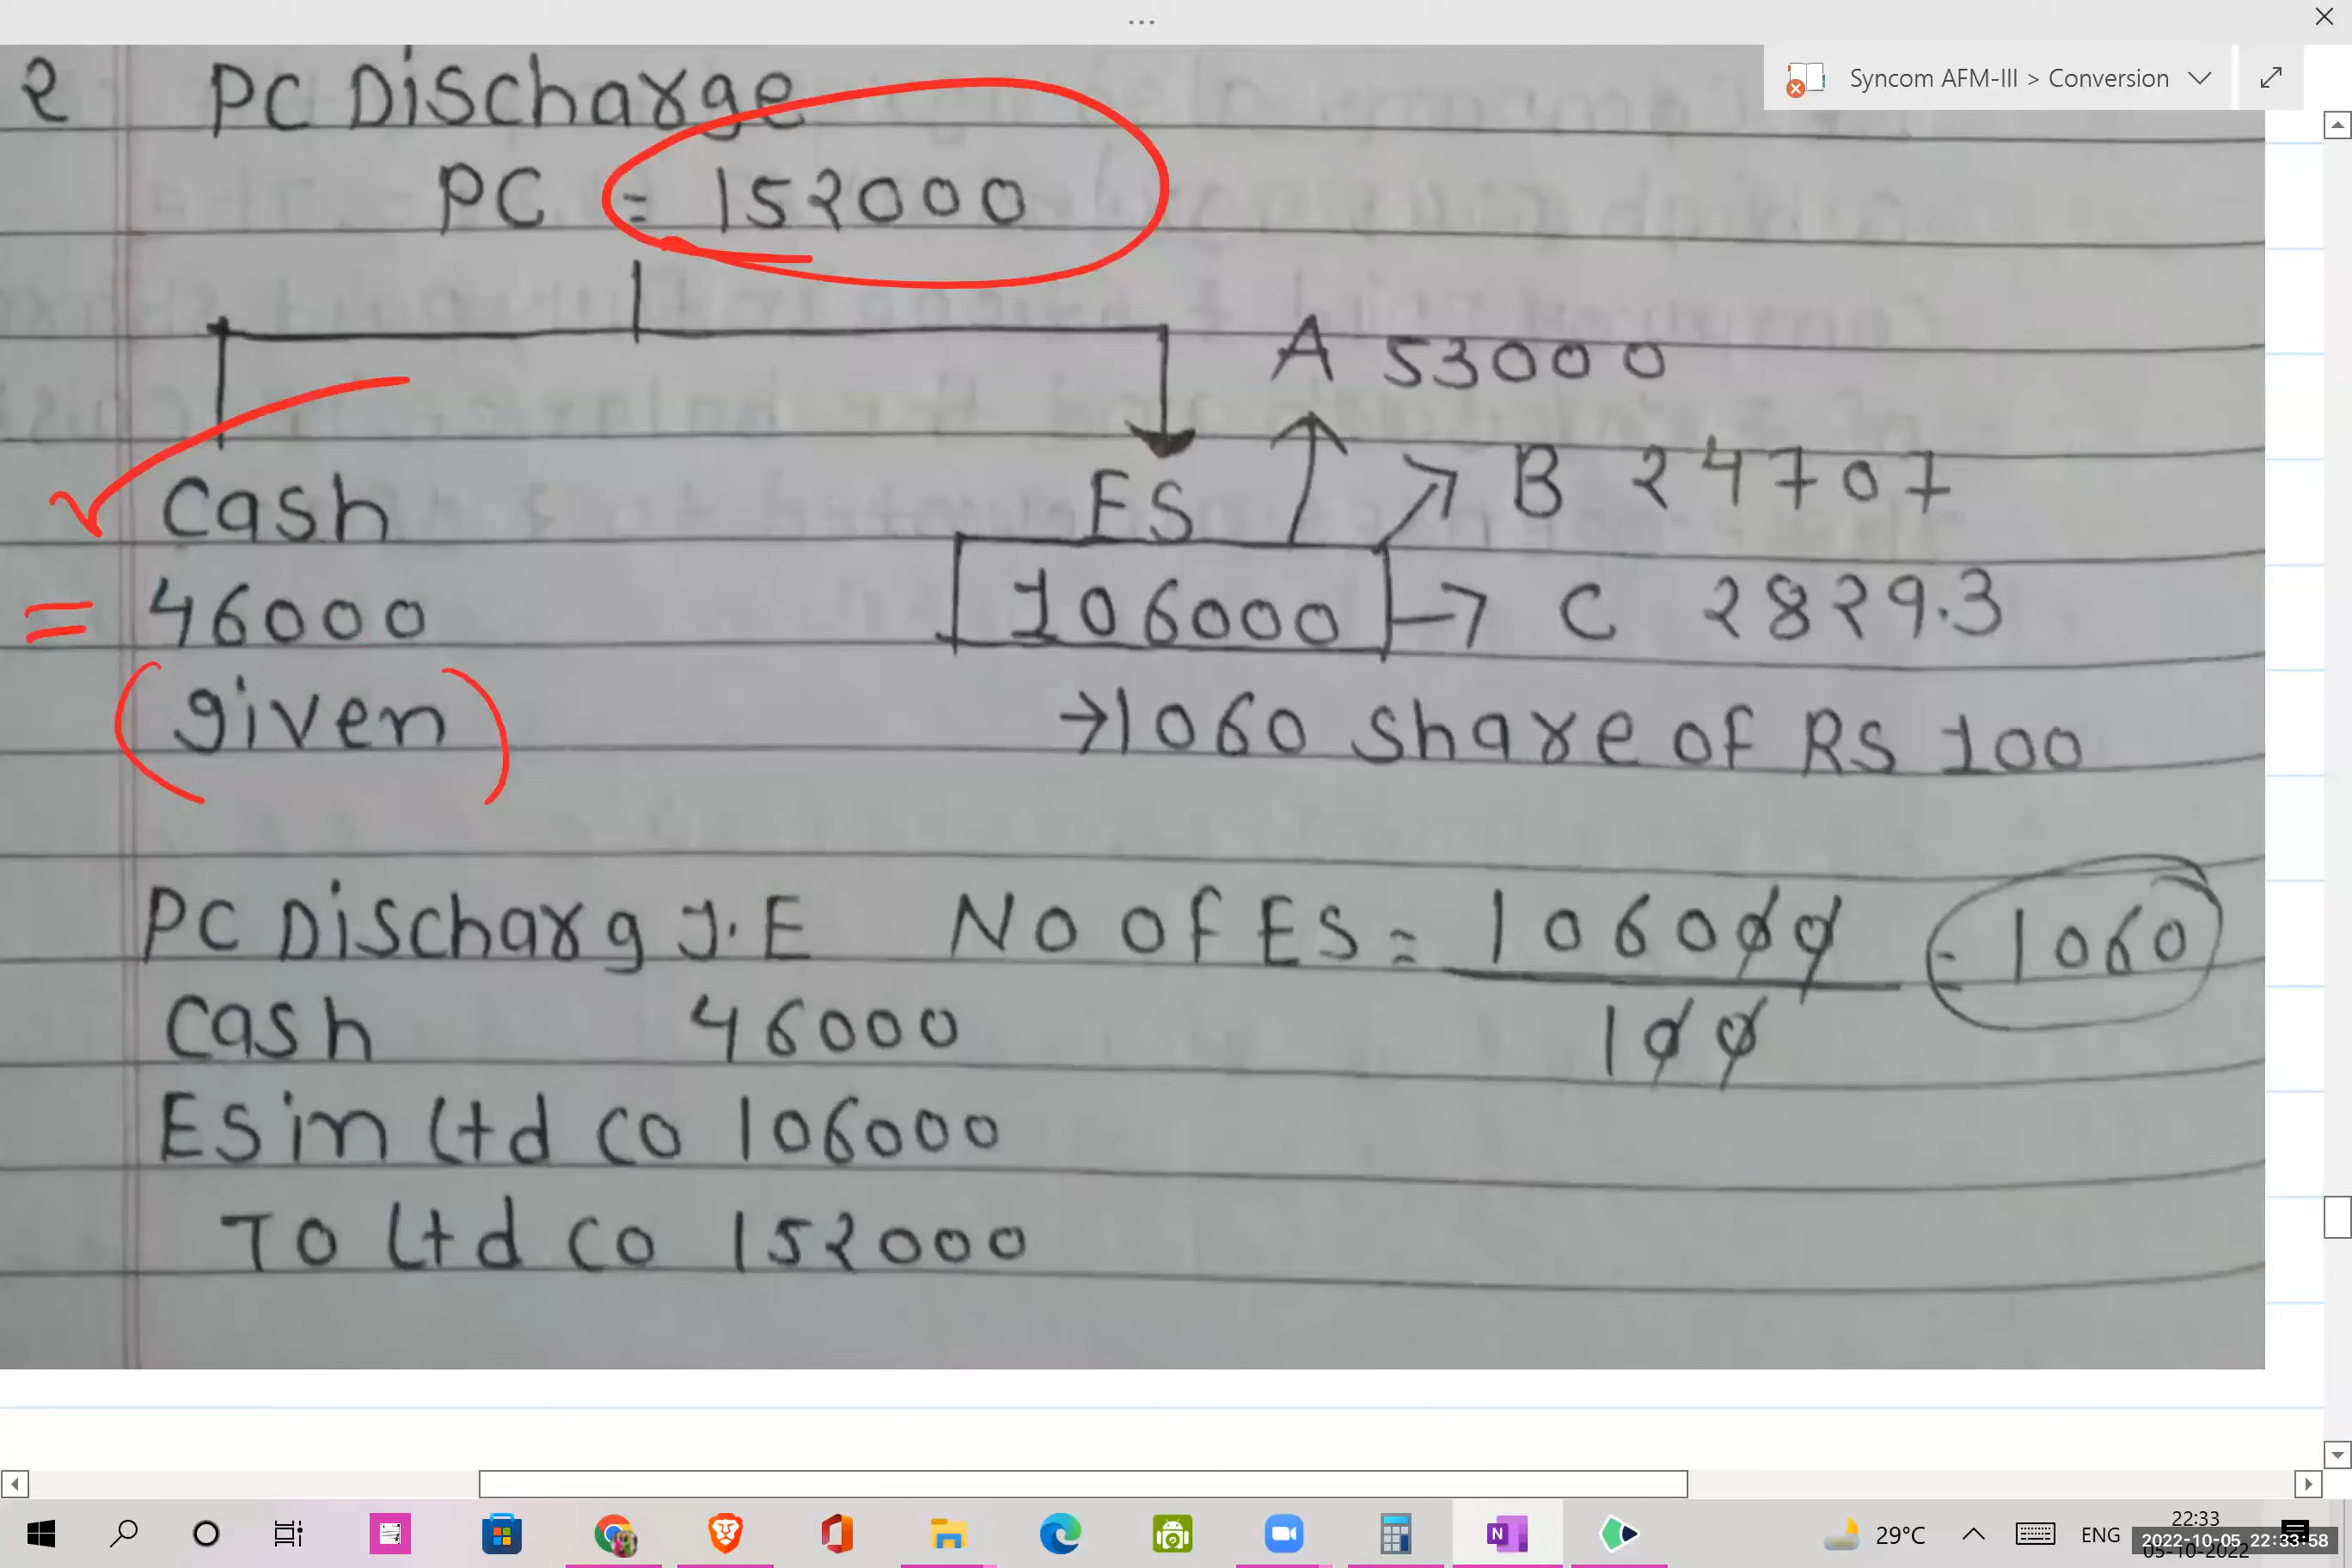 ...
Syncom AFM-III > Conversion
2 PC Discharge
PC = 152000
A 53000
Cash ES B 24707
= 46000 106000 → C 2829.3
(given) → 1060 Share of RS 100
PC Discharg J.E No of ES = 106000 / 100 = 1060
Cash 46000
ES in Ltd co 106000
To Ltd co 152000
29°C
ENG
22:33
05-10-2022
2022-10-05 22:33:58